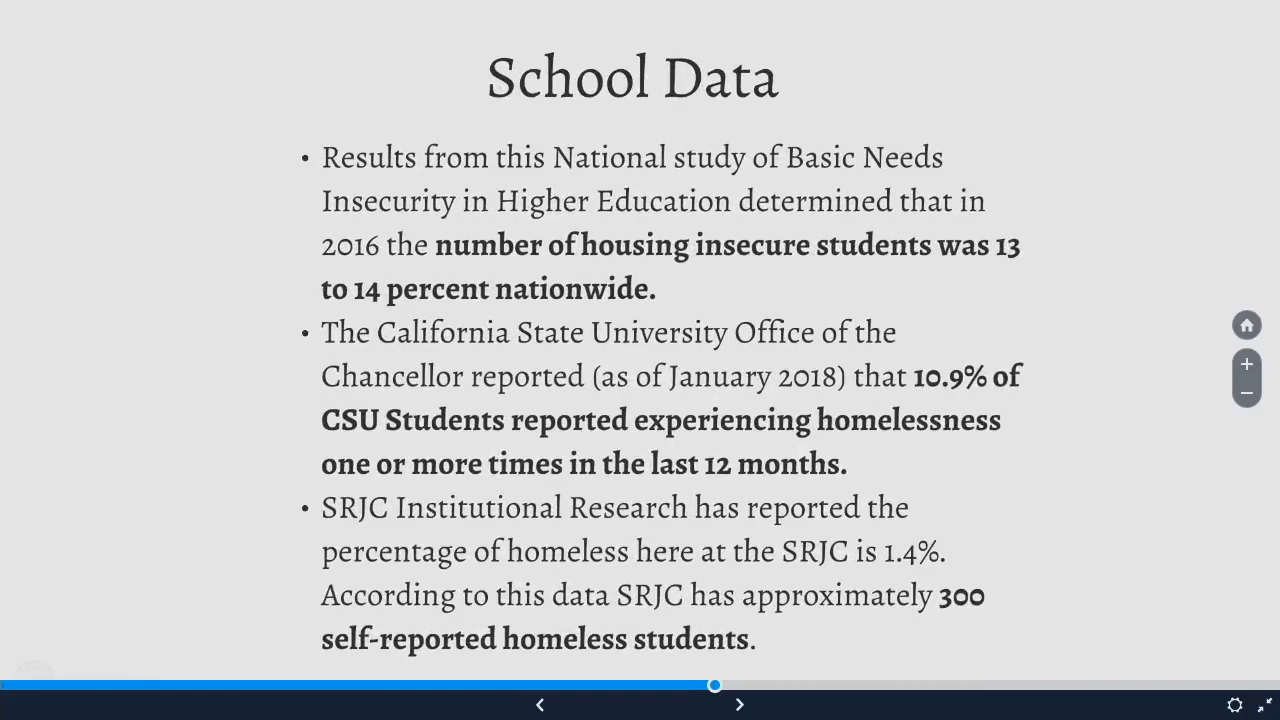 School Data
• Results from this National study of Basic Needs
Insecurity in Higher Education determined that in
2016 the number of housing insecure students was 13
to 14 percent nationwide.
• The California State University Office of the
Chancellor reported (as of January 2018) that 10.9% of
CSU Students reported experiencing homelessness
one or more times in the last 12 months.
• SRJC Institutional Research has reported the
percentage of homeless here at the SRJC is 1.4%.
According to this data SRJC has approximately 300
self-reported homeless students.